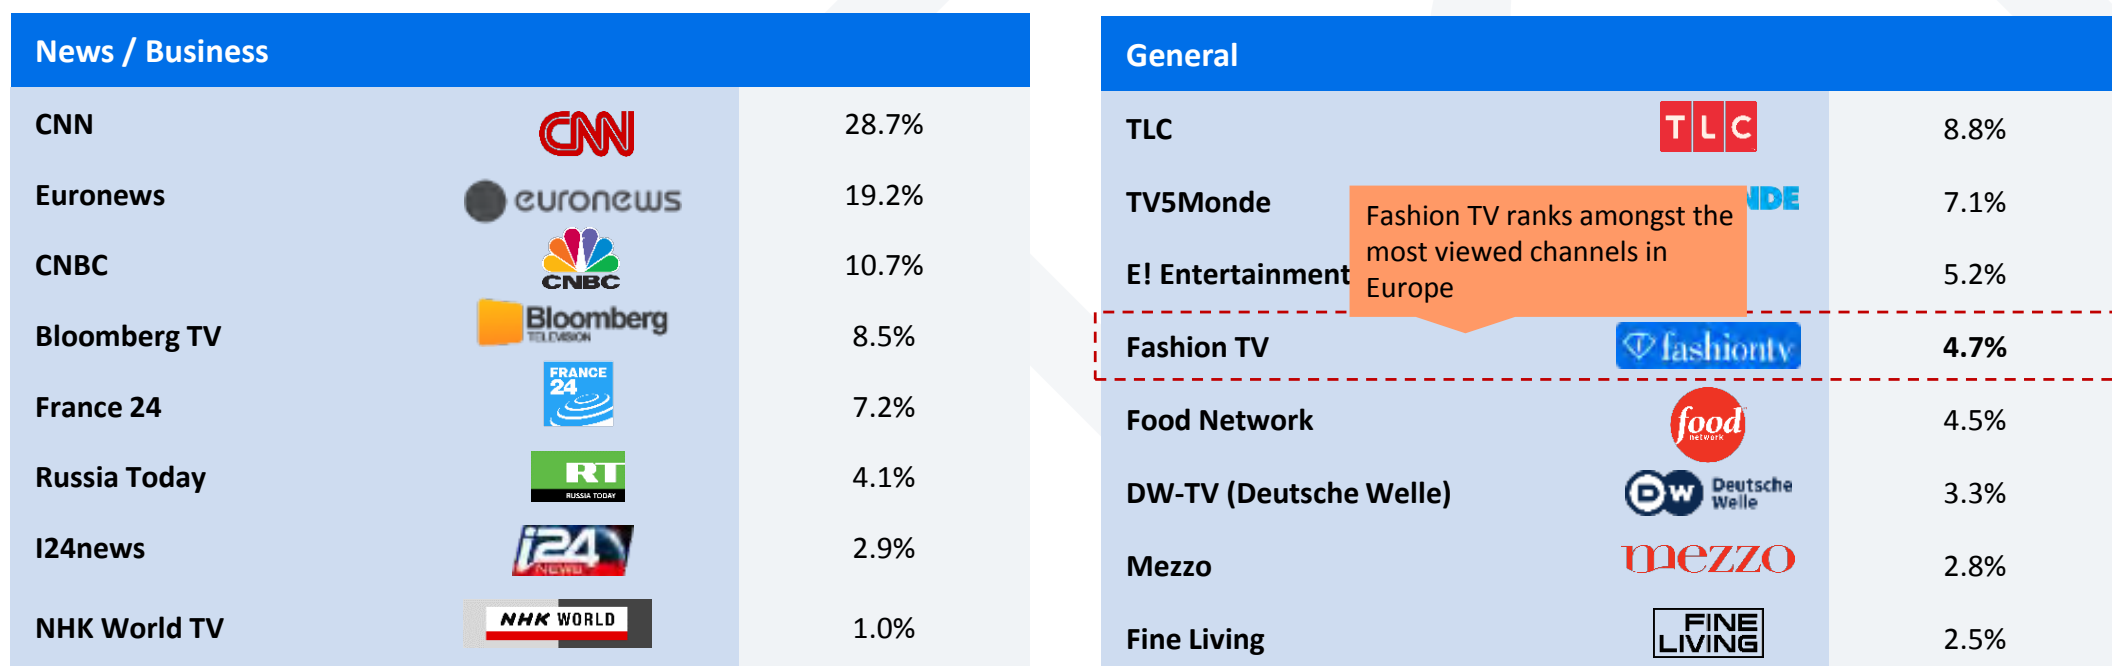 News / Business
CNN CNN 28.7%
Euronews euronews 19.2%
CNBC CNBC 10.7%
Bloomberg TV Bloomberg TELEVISION 8.5%
France 24 FRANCE 24 7.2%
Russia Today RT RUSSIA TODAY 4.1%
I24news i24 NEWS 2.9%
NHK World TV NHK WORLD 1.0%
General
TLC TLC 8.8%
TV5Monde NDE 7.1%
E! Entertainment 5.2%
Fashion TV ranks amongst the
most viewed channels in
Europe
Fashion TV fashiontv 4.7%
Food Network food network 4.5%
DW-TV (Deutsche Welle) DW Deutsche Welle 3.3%
Mezzo mezzo 2.8%
Fine Living FINE LIVING 2.5%